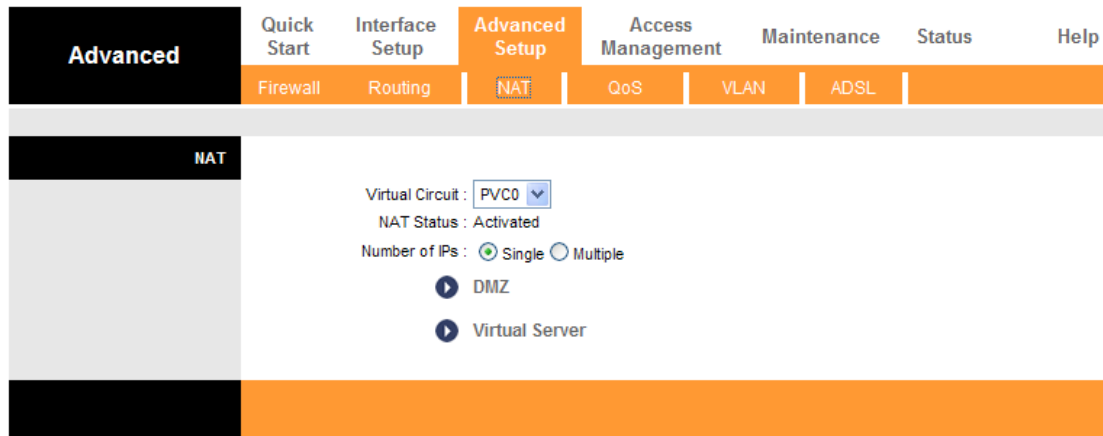 Advanced
Quick Start
Interface Setup
Advanced Setup
Access Management
Maintenance
Status
Help
Firewall
Routing
NAT
QoS
VLAN
ADSL
NAT
Virtual Circuit : PVC0
NAT Status : Activated
Number of IPs : Single Multiple
DMZ
Virtual Server